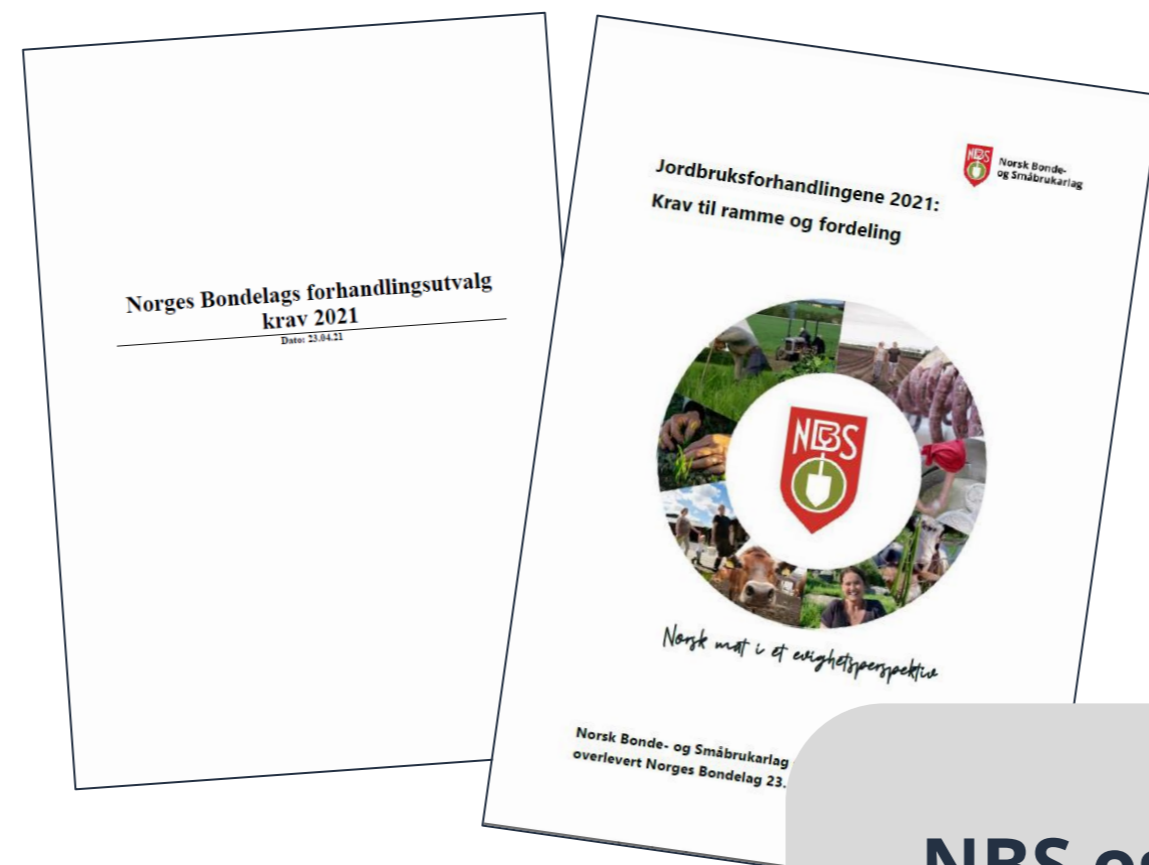 Norges Bondelags forhandlingsutvalg
krav 2021
Dato: 23.04.21
NBS
Norsk Bonde-
og Småbrukarlag
Jordbruksforhandlingene 2021:
Krav til ramme og fordeling
NBS
Norsk mat i et evighetsperspektiv
Norsk Bonde- og Småbrukarlag
overlevert Norges Bondelag 23.
NBS og